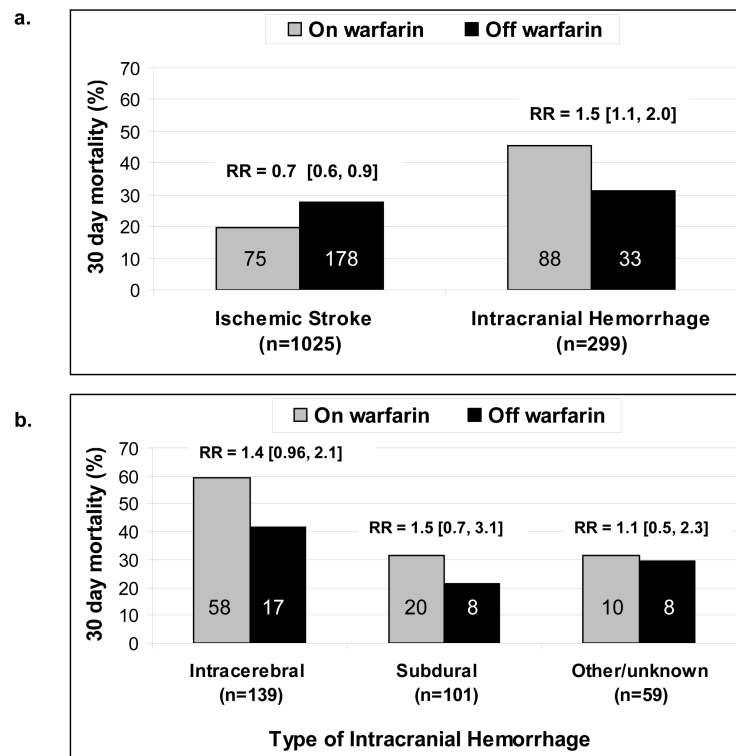 a.
On warfarin Off warfarin
30 day mortality (%)
70
60
50
40
30
20
10
0
RR = 0.7 [0.6, 0.9]
RR = 1.5 [1.1, 2.0]
75 178 88 33
Ischemic Stroke Intracranial Hemorrhage
(n=1025) (n=299)
b.
On warfarin Off warfarin
30 day mortality (%)
70
60
50
40
30
20
10
0
RR = 1.4 [0.96, 2.1]
RR = 1.5 [0.7, 3.1] RR = 1.1 [0.5, 2.3]
58 17 20 8 10 8
Intracerebral Subdural Other/unknown
(n=139) (n=101) (n=59)
Type of Intracranial Hemorrhage